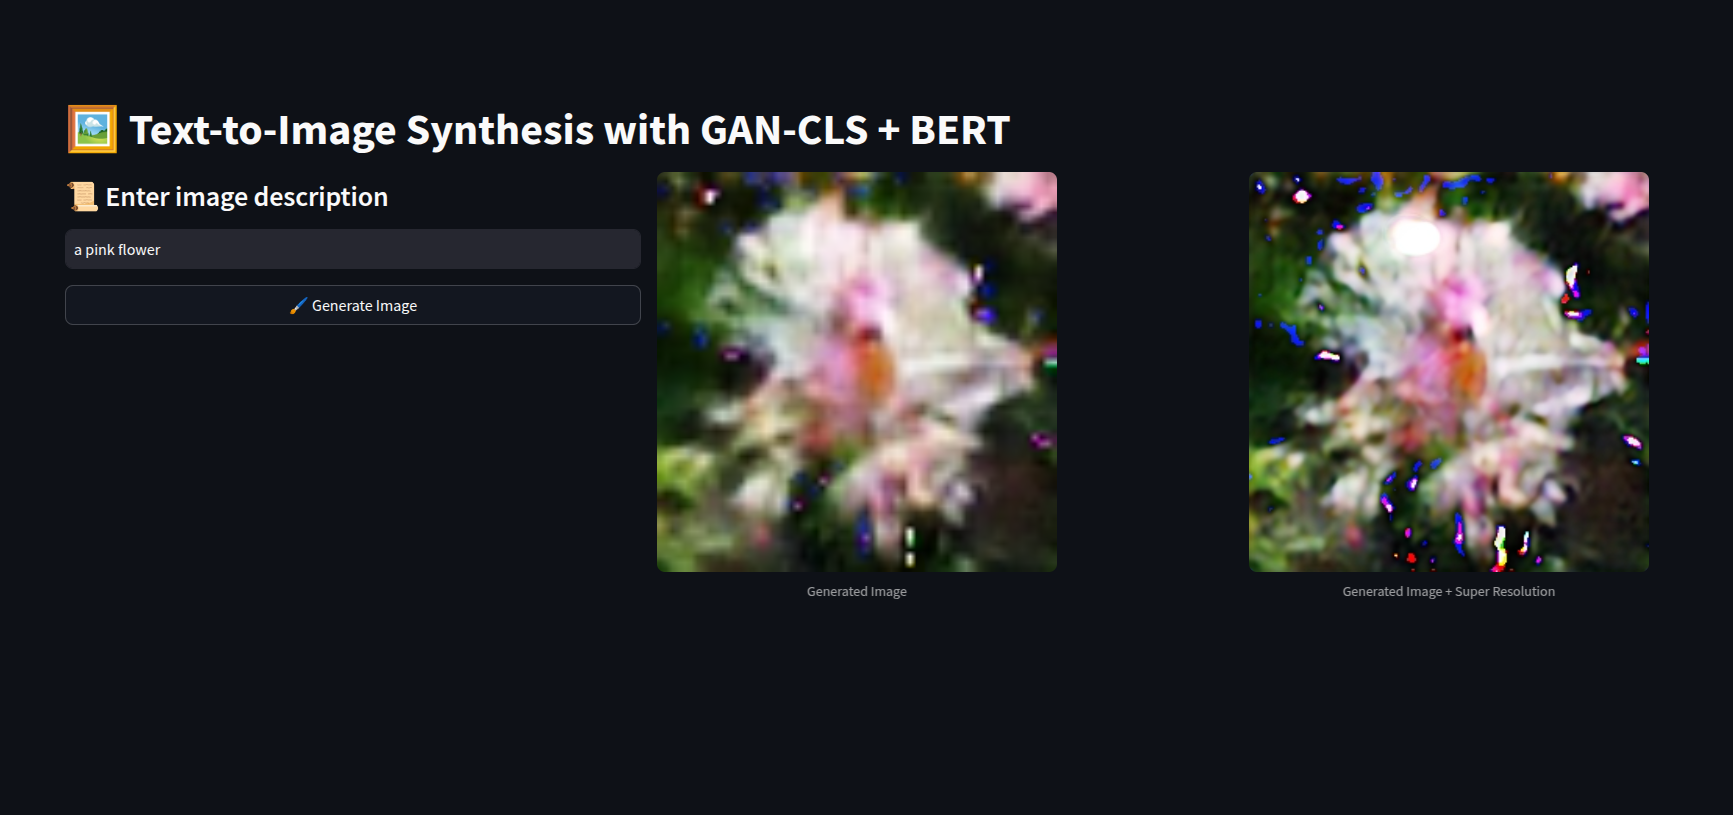 Text-to-Image Synthesis with GAN-CLS + BERT
Enter image description
a pink flower
Generate Image
Generated Image
Generated Image + Super Resolution